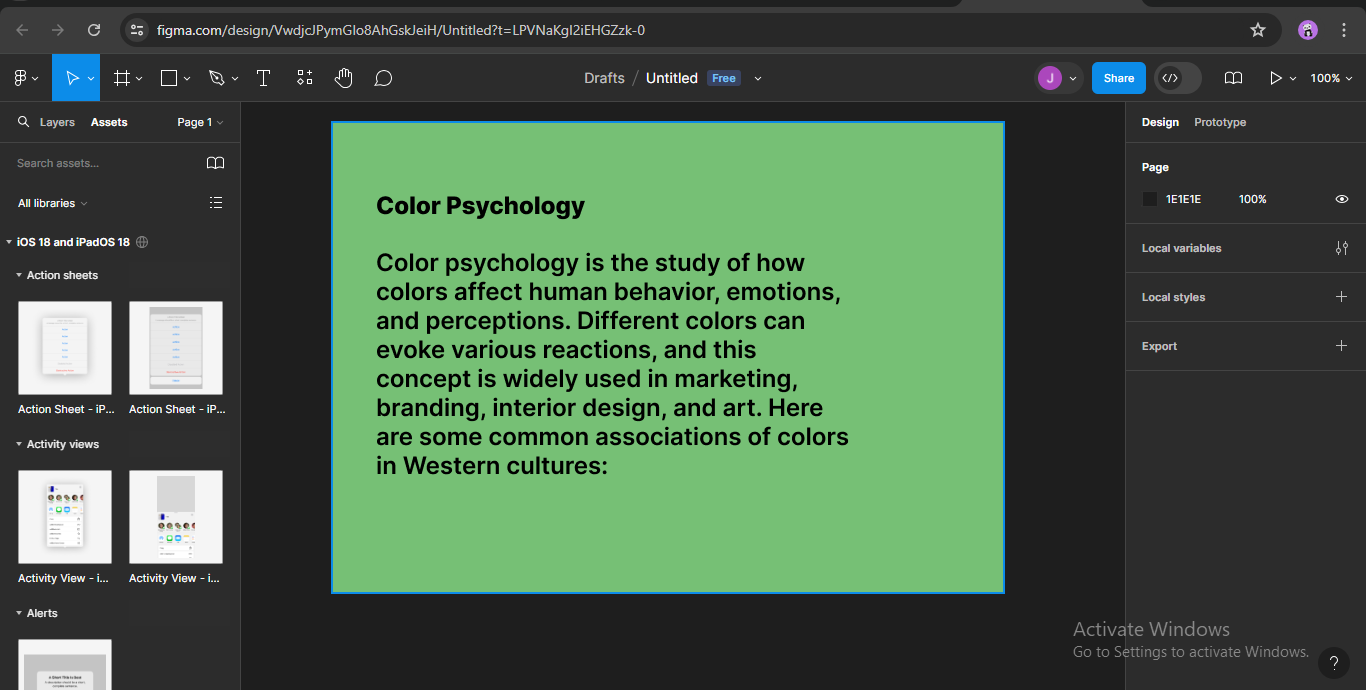 figma.com/design/VwdjcJPymGlo8AhGskJeiH/Untitled?t=LPVNaKgI2iEHGZzk-0
Drafts / Untitled Free
J
Share
100%
Layers Assets Page 1
Search assets...
All libraries
iOS 18 and iPadOS 18
Action sheets
Action Sheet - iP... Action Sheet - iP...
Activity views
Activity View - i... Activity View - i...
Alerts
Color Psychology
Color psychology is the study of how
colors affect human behavior, emotions,
and perceptions. Different colors can
evoke various reactions, and this
concept is widely used in marketing,
branding, interior design, and art. Here
are some common associations of colors
in Western cultures:
Design Prototype
Page
1E1E1E 100%
Local variables
Local styles
Export
Activate Windows
Go to Settings to activate Windows.
?